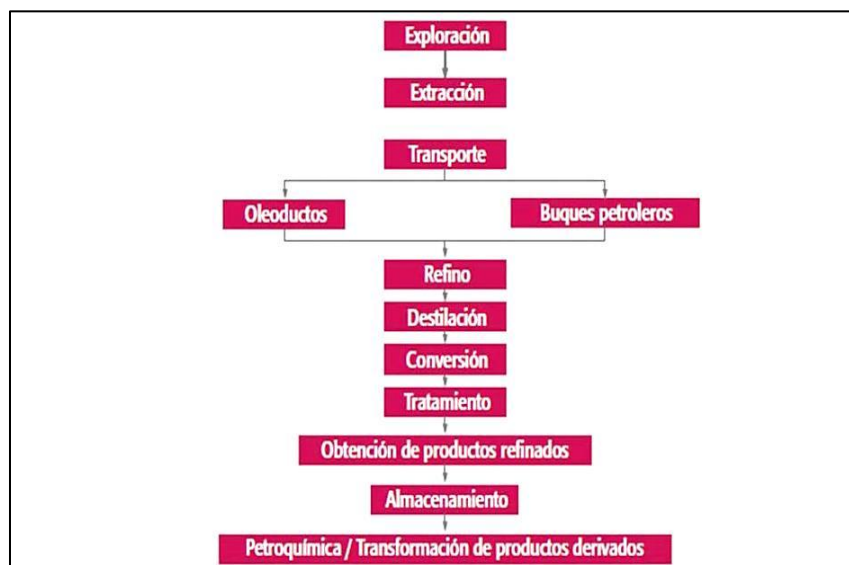 Exploración
Extracción
Transporte
Oleoductos
Buques petroleros
Refino
Destilación
Conversión
Tratamiento
Obtención de productos refinados
Almacenamiento
Petroquímica / Transformación de productos derivados